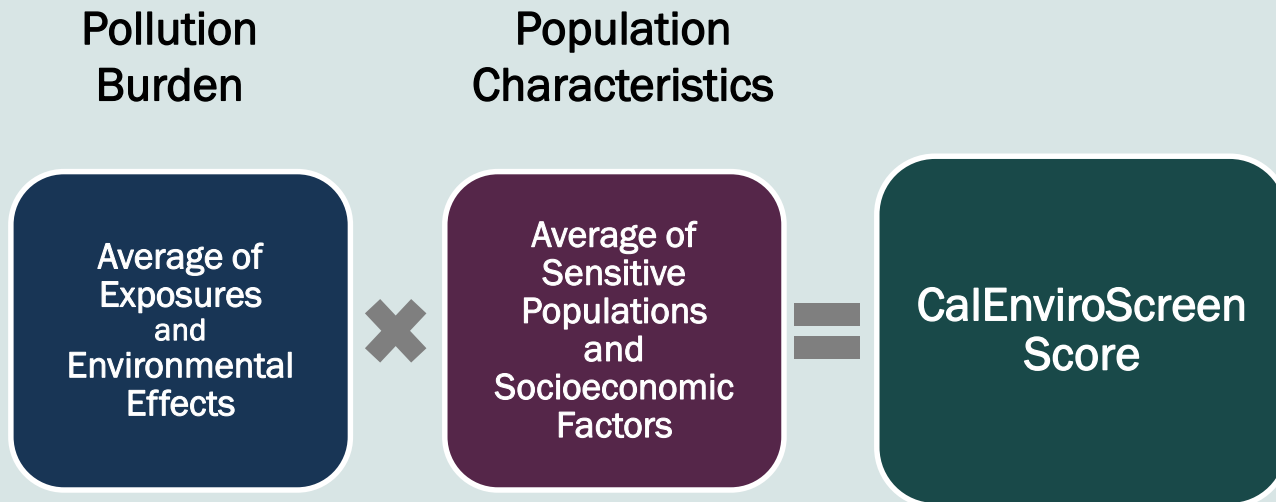 Pollution
Burden
Population
Characteristics
Average of
Exposures
and
Environmental
Effects
Average of
Sensitive
Populations
and
Socioeconomic
Factors
CalEnviroScreen
Score